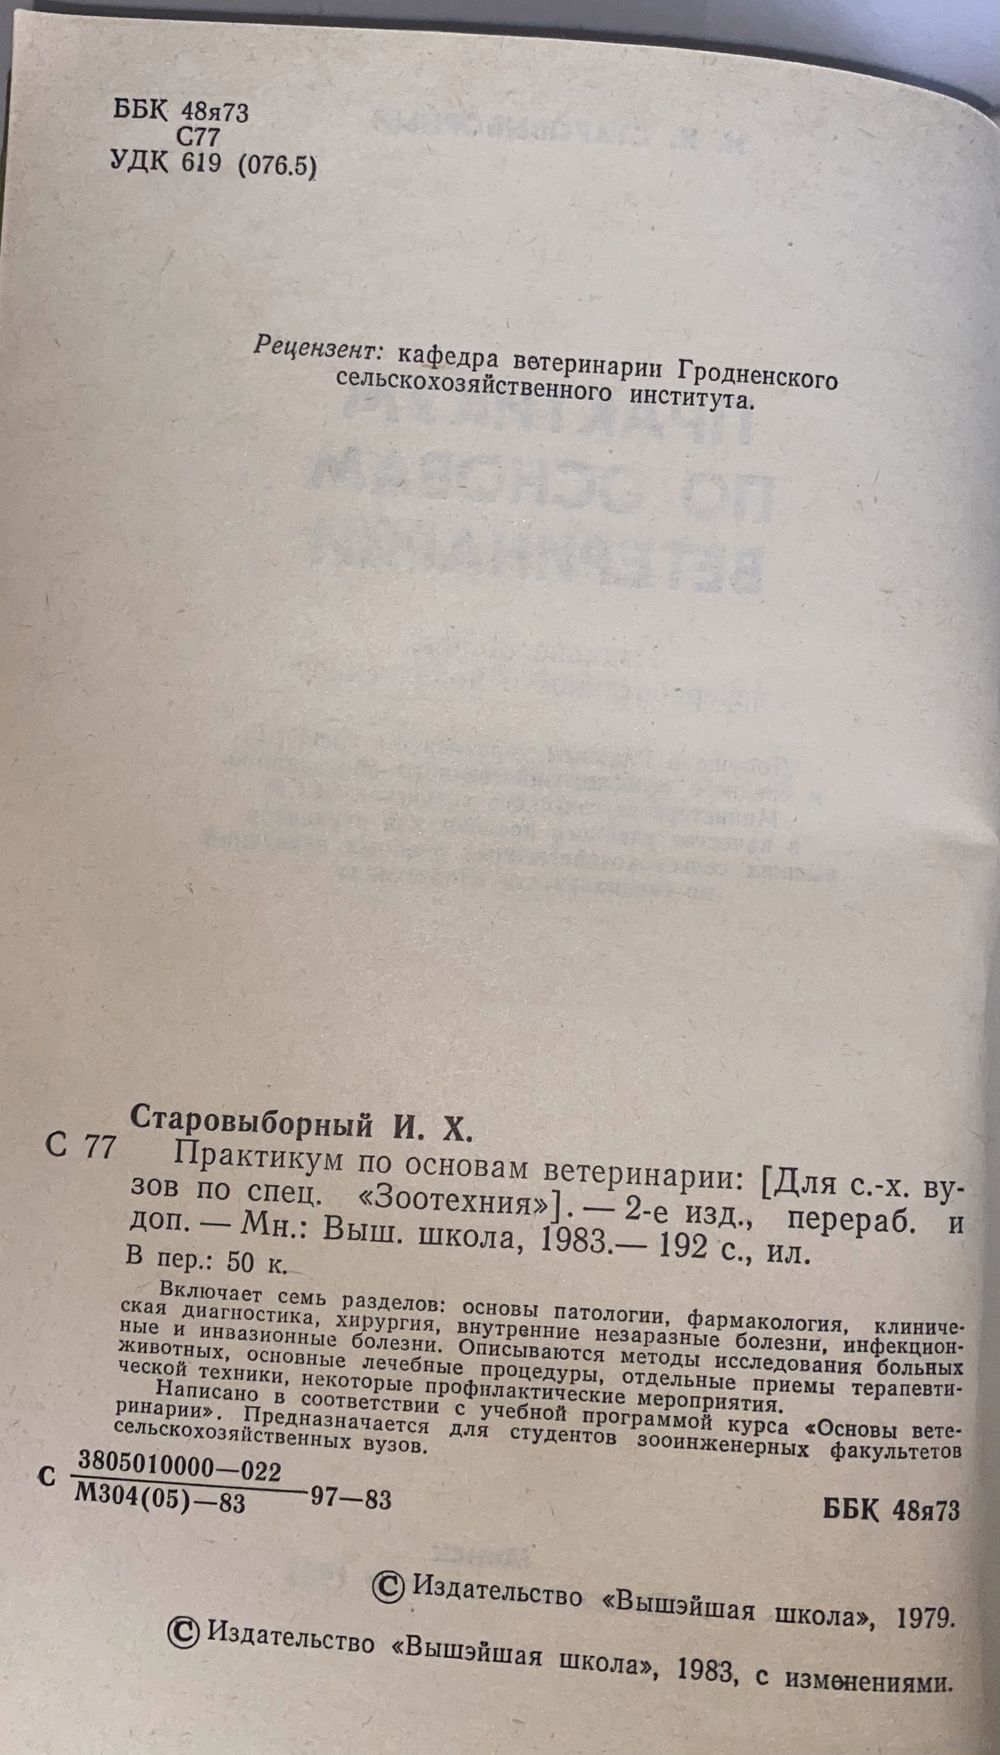 ББК 48я73
С77
УДК 619 (076.5)
Рецензент: кафедра ветеринарии Гродненского
сельскохозяйственного института.
Старовыборный И. Х.
С 77 Практикум по основам ветеринарии: [Для с.-х. ву-
зов по спец. «Зоотехния»]. — 2-е изд., перераб. и
доп. — Мн.: Выш. школа, 1983.— 192 с., ил.
В пер.: 50 к.
Включает семь разделов: основы патологии, фармакология, клиниче-
ская диагностика, хирургия, внутренние незаразные болезни, инфекцион-
ные и инвазионные болезни. Описываются методы исследования больных
животных, основные лечебные процедуры, отдельные приемы терапевти-
ческой техники, некоторые профилактические мероприятия.
Написано в соответствии с учебной программой курса «Основы вете-
ринарии». Предназначается для студентов зооинженерных факультетов
сельскохозяйственных вузов.
С 3805010000—022
М304(05)—83 97—83
ББК 48я73
© Издательство «Вышэйшая школа», 1979.
© Издательство «Вышэйшая школа», 1983, с изменениями.